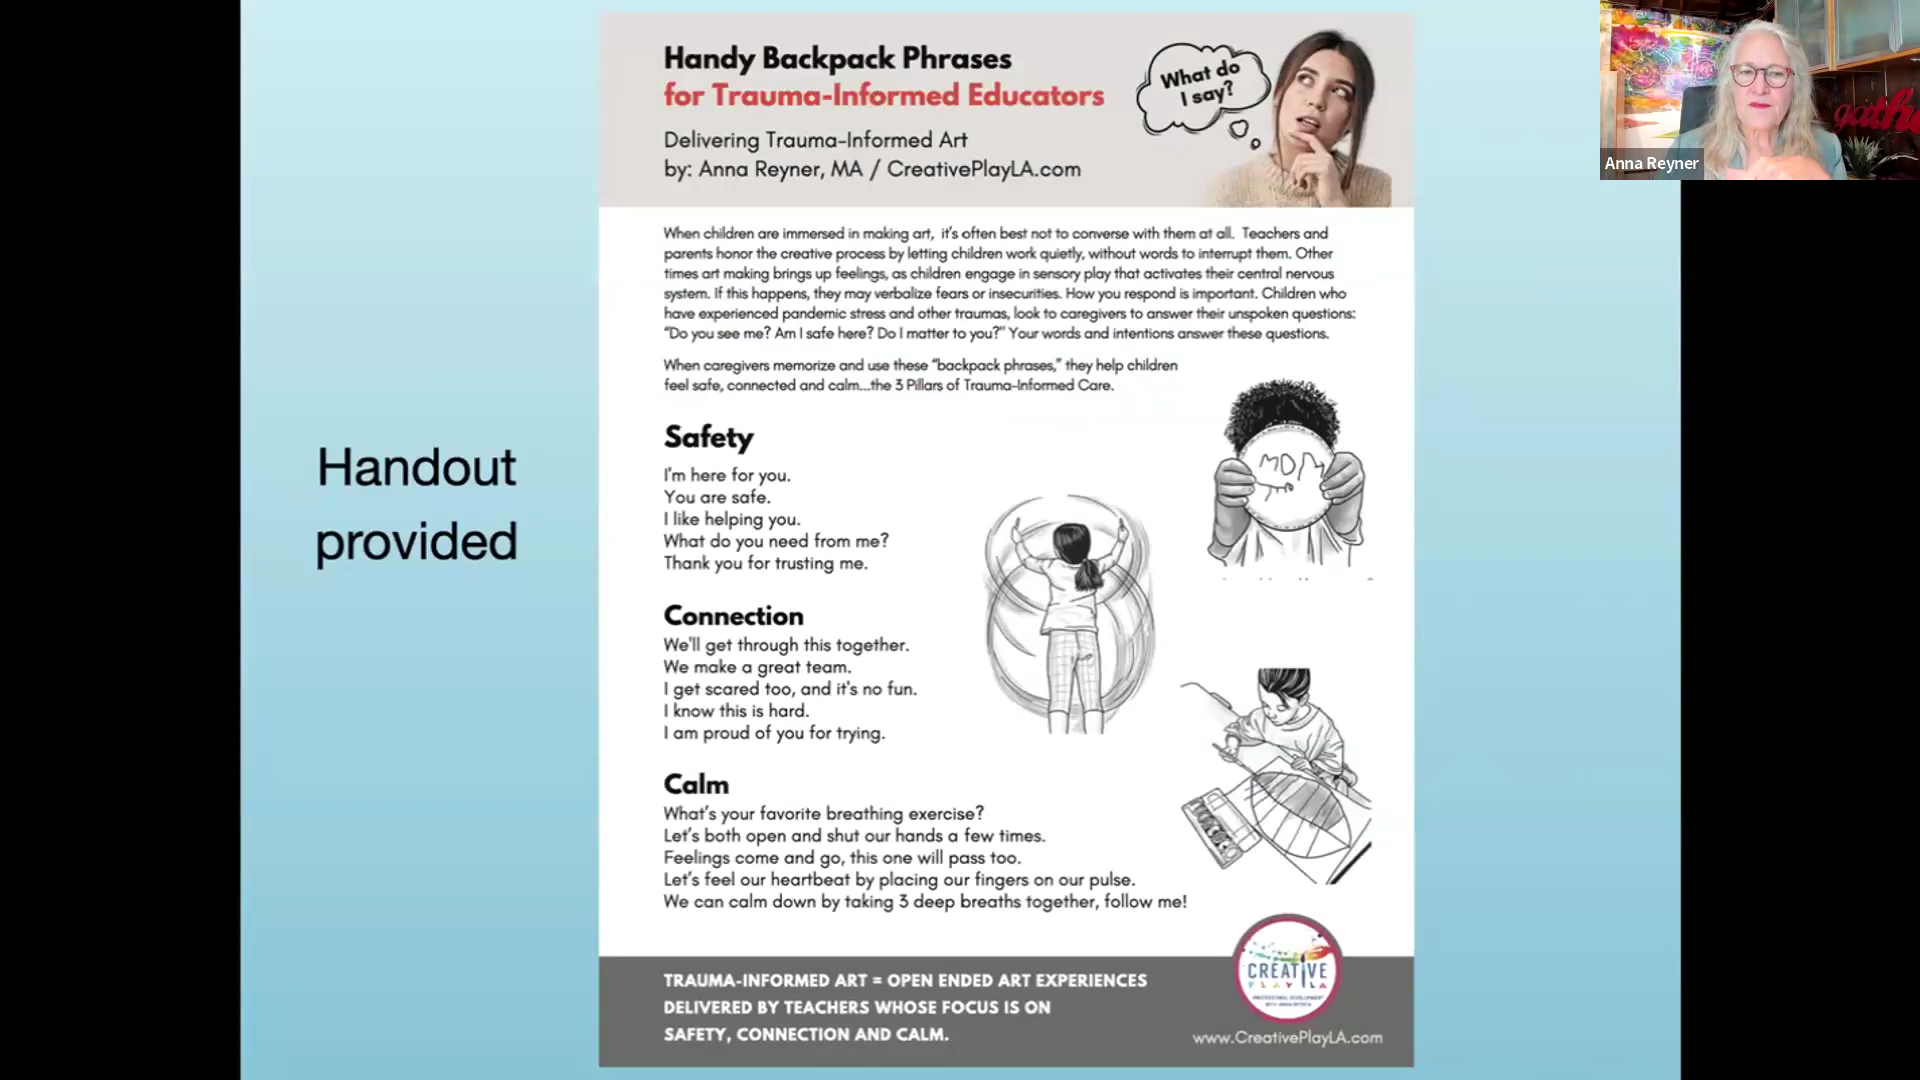 Handy Backpack Phrases
for Trauma-Informed Educators
Delivering Trauma-Informed Art
by: Anna Reyner, MA / CreativePlayLA.com
What do
I say?
Anna Reyner
When children are immersed in making art, it's often best not to converse with them at all. Teachers and
parents honor the creative process by letting children work quietly, without words to interrupt them. Other
times art making brings up feelings, as children engage in sensory play that activates their central nervous
system. If this happens, they may verbalize fears or insecurities. How you respond is important. Children who
have experienced pandemic stress and other traumas, look to caregivers to answer their unspoken questions:
"Do you see me? Am I safe here? Do I matter to you?" Your words and intentions answer these questions.
When caregivers memorize and use these "backpack phrases," they help children
feel safe, connected and calm...the 3 Pillars of Trauma-Informed Care.
Handout
provided
Safety
I'm here for you.
You are safe.
I like helping you.
What do you need from me?
Thank you for trusting me.
MOM
Connection
We'll get through this together.
We make a great team.
I get scared too, and it's no fun.
I know this is hard.
I am proud of you for trying.
Calm
What's your favorite breathing exercise?
Let's both open and shut our hands a few times.
Feelings come and go, this one will pass too.
Let's feel our heartbeat by placing our fingers on our pulse.
We can calm down by taking 3 deep breaths together, follow me!
TRAUMA-INFORMED ART = OPEN ENDED ART EXPERIENCES
DELIVERED BY TEACHERS WHOSE FOCUS IS ON
SAFETY, CONNECTION AND CALM.
CREATIVE
PLAY LA
www.CreativePlayLA.com